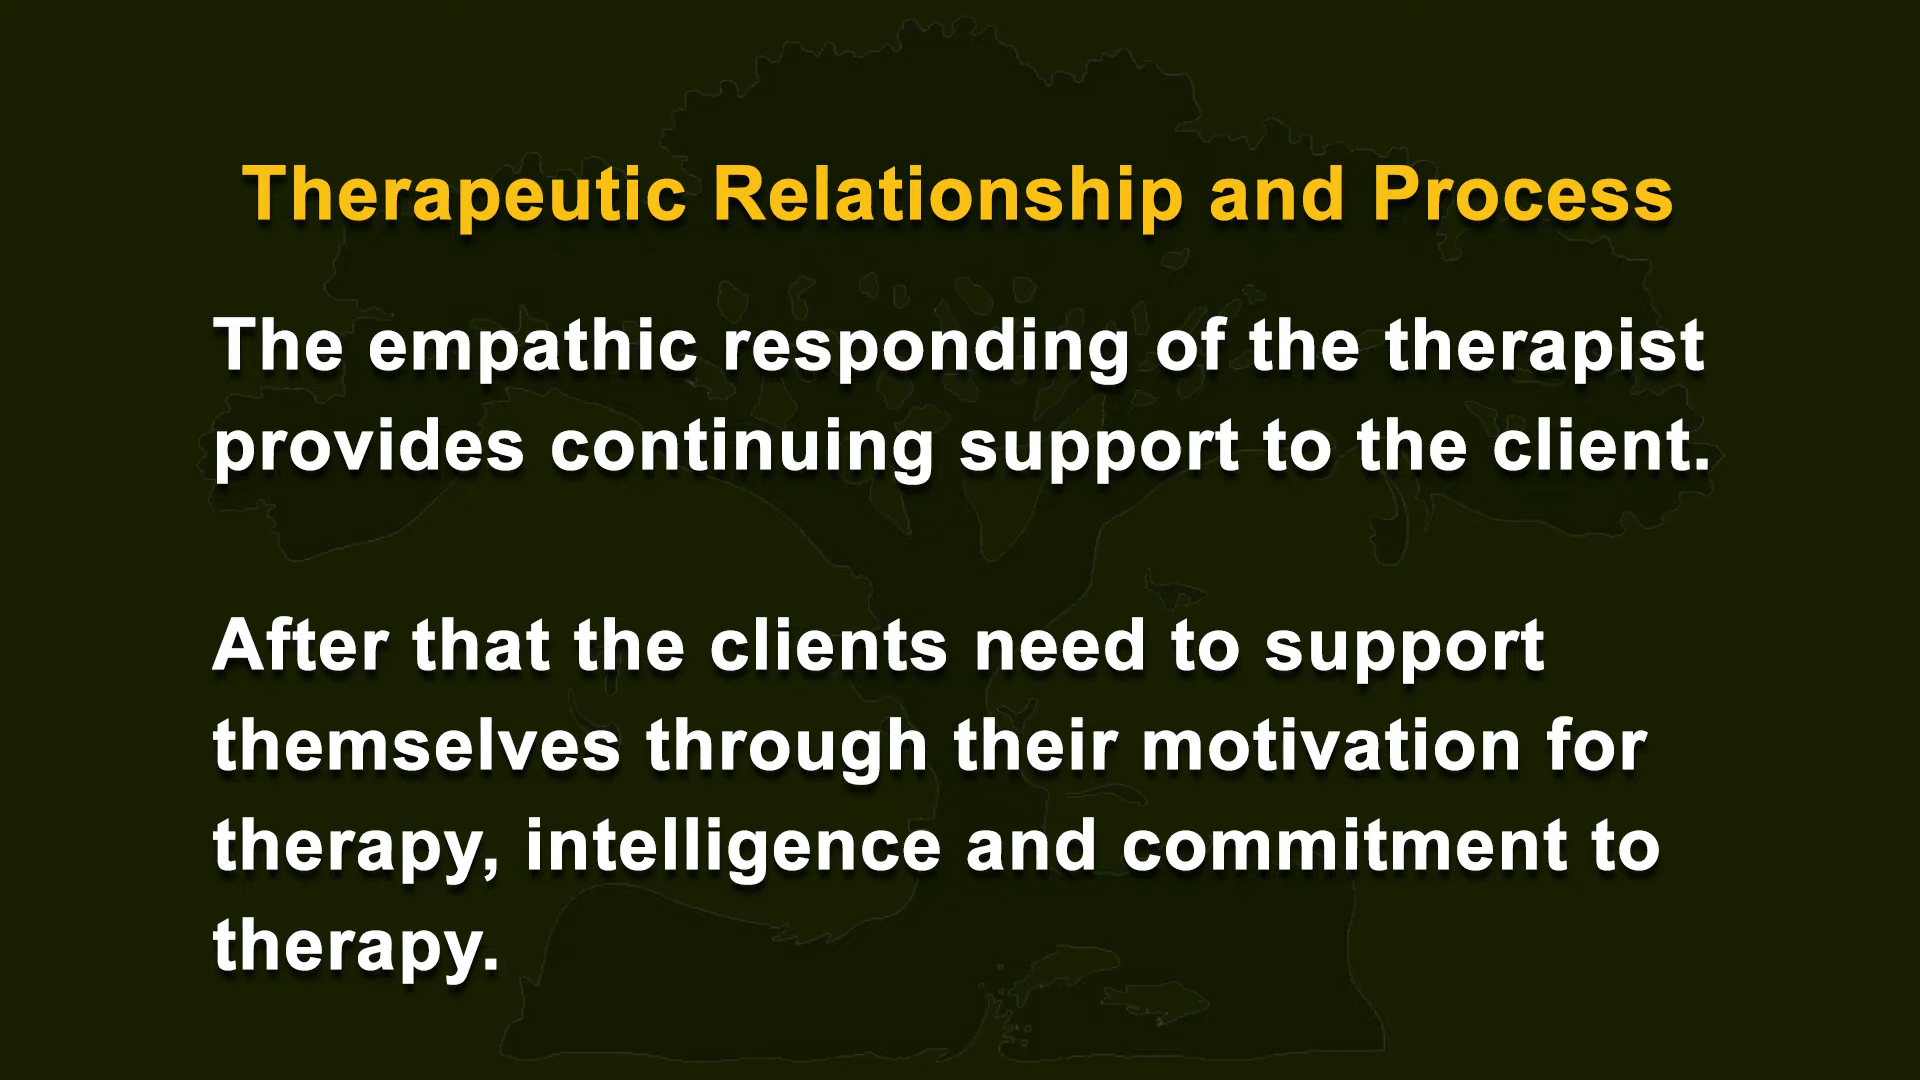 Therapeutic Relationship and Process
The empathic responding of the therapist
provides continuing support to the client.
After that the clients need to support
themselves through their motivation for
therapy, intelligence and commitment to
therapy.